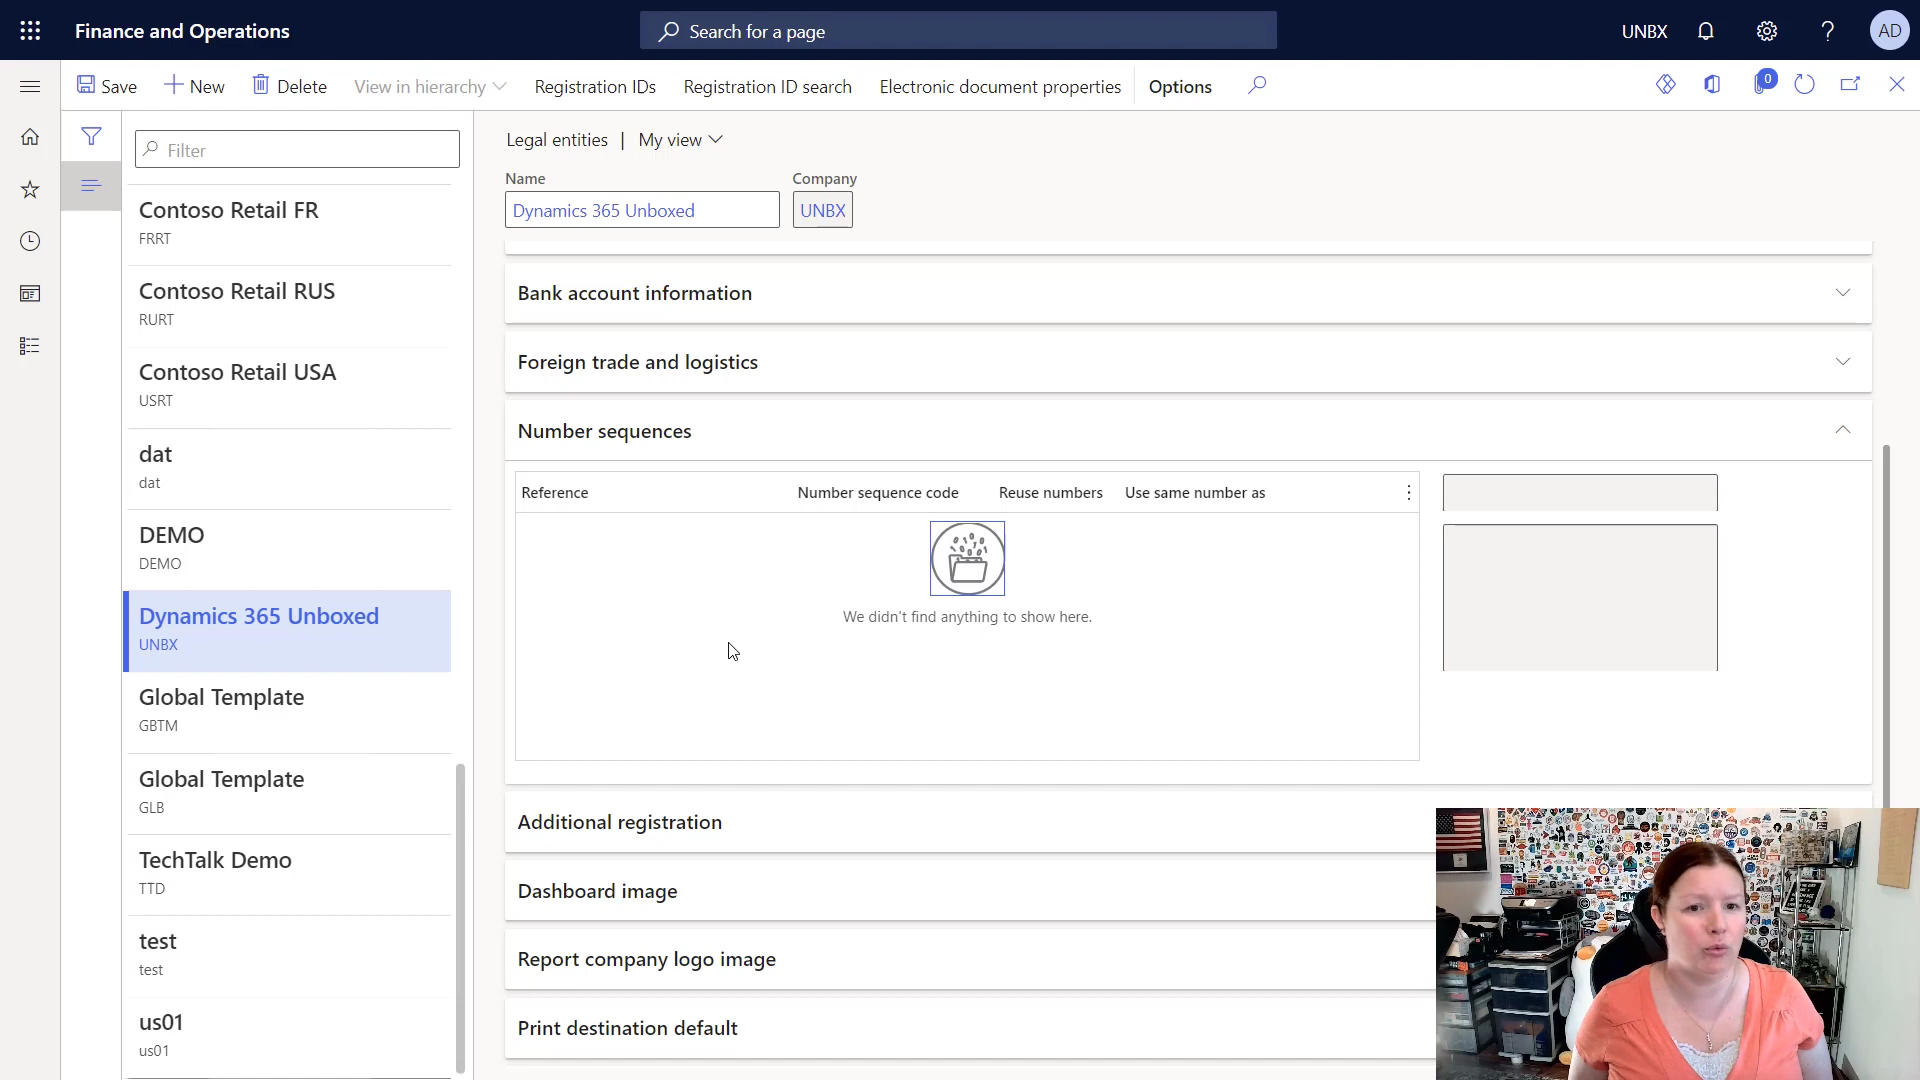 Finance and Operations
Search for a page
UNBX
AD
Save
New
Delete
View in hierarchy
Registration IDs
Registration ID search
Electronic document properties
Options
0
Filter
Contoso Retail FR
FRRT
Contoso Retail RUS
RURT
Contoso Retail USA
USRT
dat
dat
DEMO
DEMO
Dynamics 365 Unboxed
UNBX
Global Template
GBTM
Global Template
GLB
TechTalk Demo
TTD
test
test
us01
us01
Legal entities | My view
Name
Company
Dynamics 365 Unboxed
UNBX
Bank account information
Foreign trade and logistics
Number sequences
Reference
Number sequence code
Reuse numbers
Use same number as
We didn't find anything to show here.
Additional registration
Dashboard image
Report company logo image
Print destination default